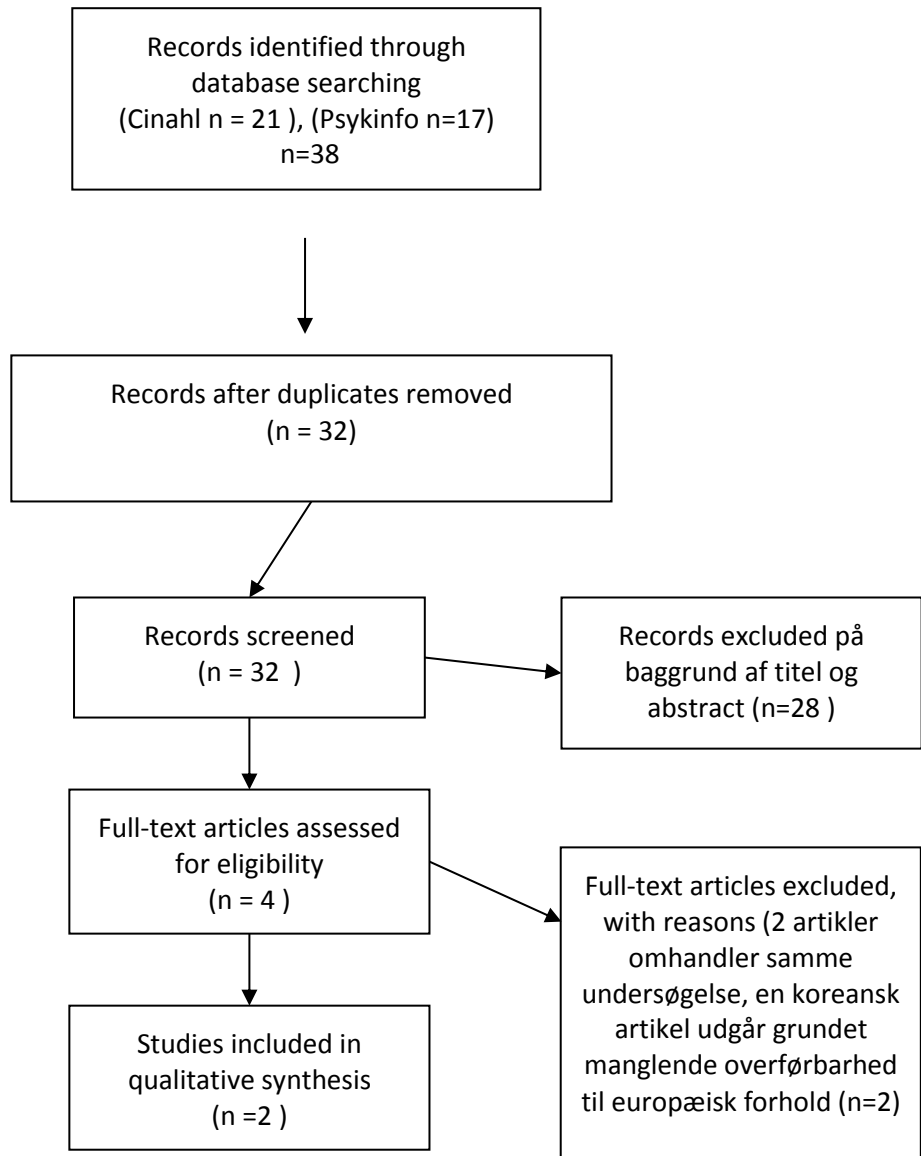 Records identified through
database searching
(Cinahl n = 21 ), (Psykinfo n=17)
n=38
Records after duplicates removed
(n = 32)
Records screened
(n = 32 )
Records excluded på
baggrund af titel og
abstract (n=28 )
Full-text articles assessed
for eligibility
(n = 4 )
Full-text articles excluded,
with reasons (2 artikler
omhandler samme
undersøgelse, en koreansk
artikel udgår grundet
manglende overførbarhed
til europæisk forhold (n=2)
Studies included in
qualitative synthesis
(n =2 )